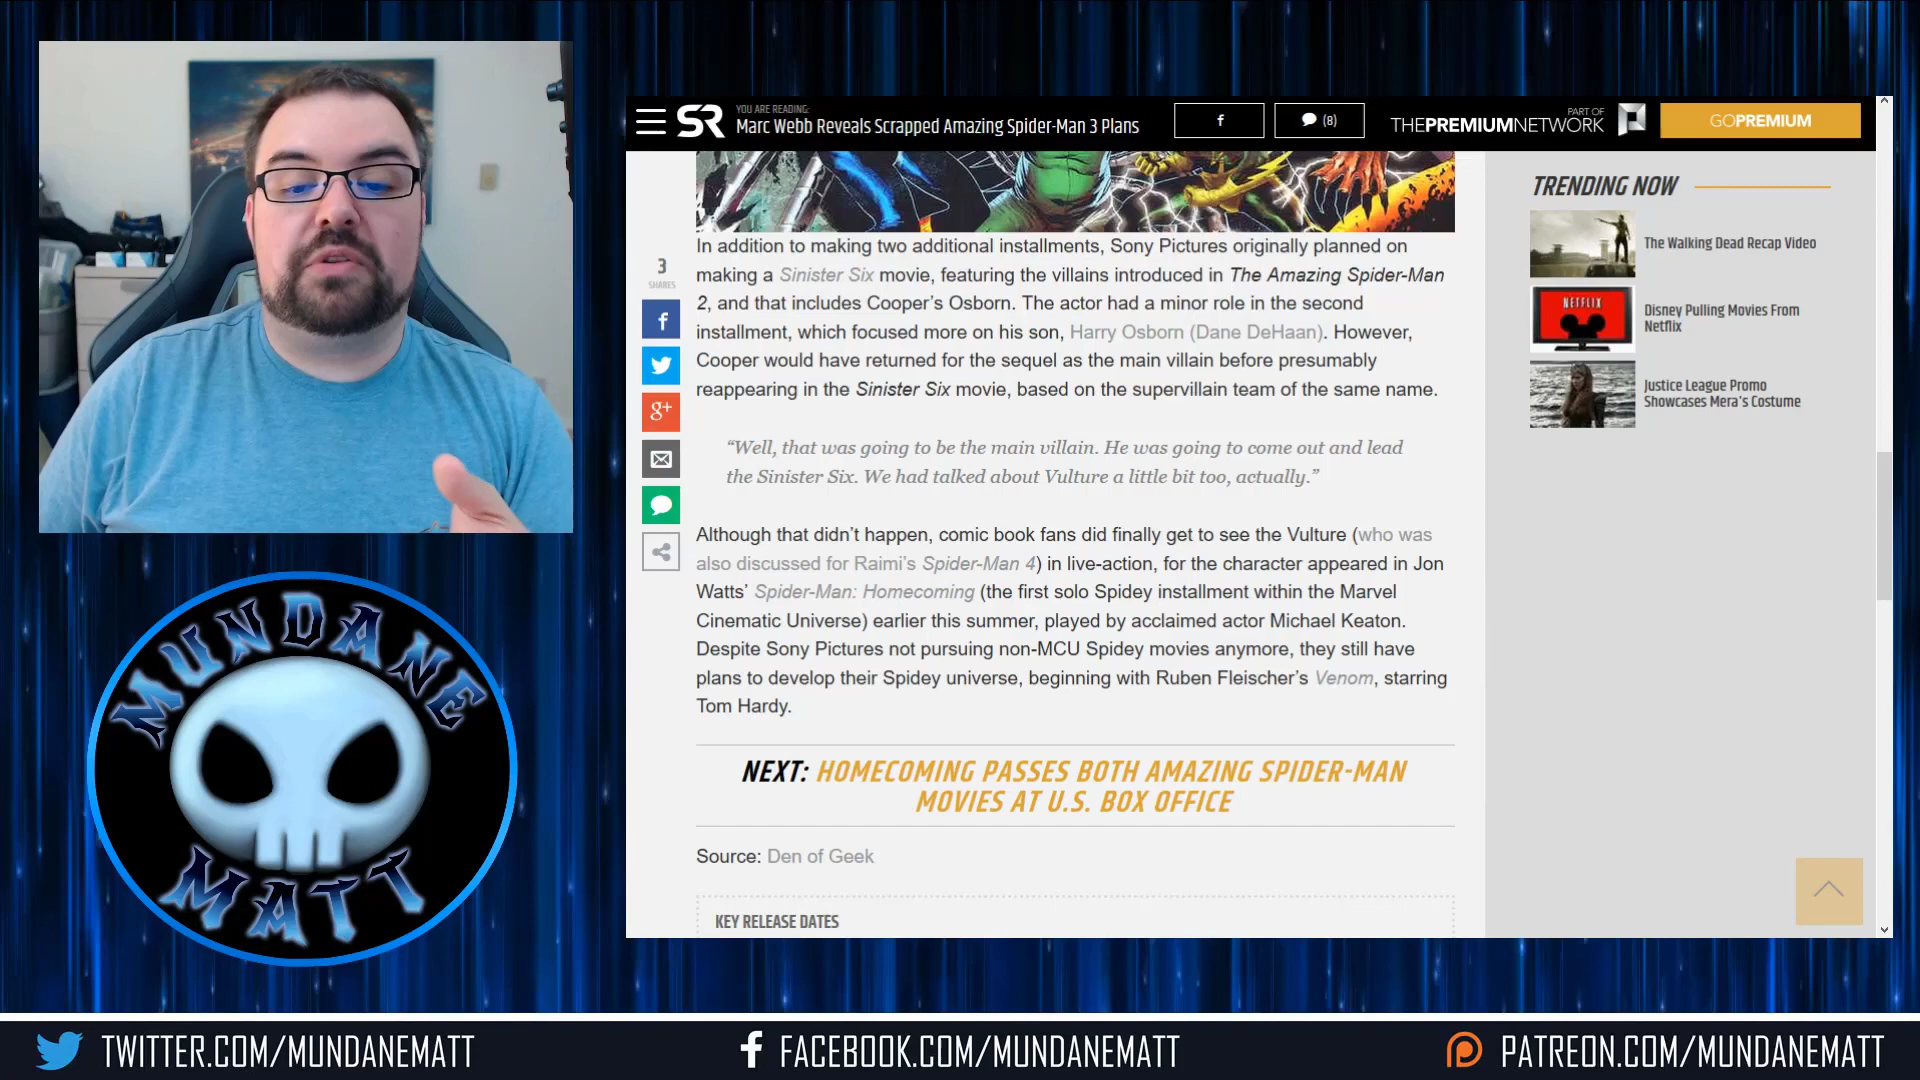 YOU ARE READING:
Marc Webb Reveals Scrapped Amazing Spider-Man 3 Plans
f
(8)
PART OF
THEPREMIUMNETWORK
GOPREMIUM
In addition to making two additional installments, Sony Pictures originally planned on
making a Sinister Six movie, featuring the villains introduced in The Amazing Spider-Man
2, and that includes Cooper’s Osborn. The actor had a minor role in the second
installment, which focused more on his son, Harry Osborn (Dane DeHaan). However,
Cooper would have returned for the sequel as the main villain before presumably
reappearing in the Sinister Six movie, based on the supervillain team of the same name.
“Well, that was going to be the main villain. He was going to come out and lead
the Sinister Six. We had talked about Vulture a little bit too, actually.”
Although that didn’t happen, comic book fans did finally get to see the Vulture (who was
also discussed for Raimi’s Spider-Man 4) in live-action, for the character appeared in Jon
Watts’ Spider-Man: Homecoming (the first solo Spidey installment within the Marvel
Cinematic Universe) earlier this summer, played by acclaimed actor Michael Keaton.
Despite Sony Pictures not pursuing non-MCU Spidey movies anymore, they still have
plans to develop their Spidey universe, beginning with Ruben Fleischer’s Venom, starring
Tom Hardy.
NEXT: HOMECOMING PASSES BOTH AMAZING SPIDER-MAN
MOVIES AT U.S. BOX OFFICE
Source: Den of Geek
KEY RELEASE DATES
3
SHARES
f
g+
TRENDING NOW
The Walking Dead Recap Video
NETFLIX
Disney Pulling Movies From
Netflix
Justice League Promo
Showcases Mera’s Costume
SR
MUNDANE
MATT
TWITTER.COM/MUNDANEMATT
FACEBOOK.COM/MUNDANEMATT
PATREON.COM/MUNDANEMATT